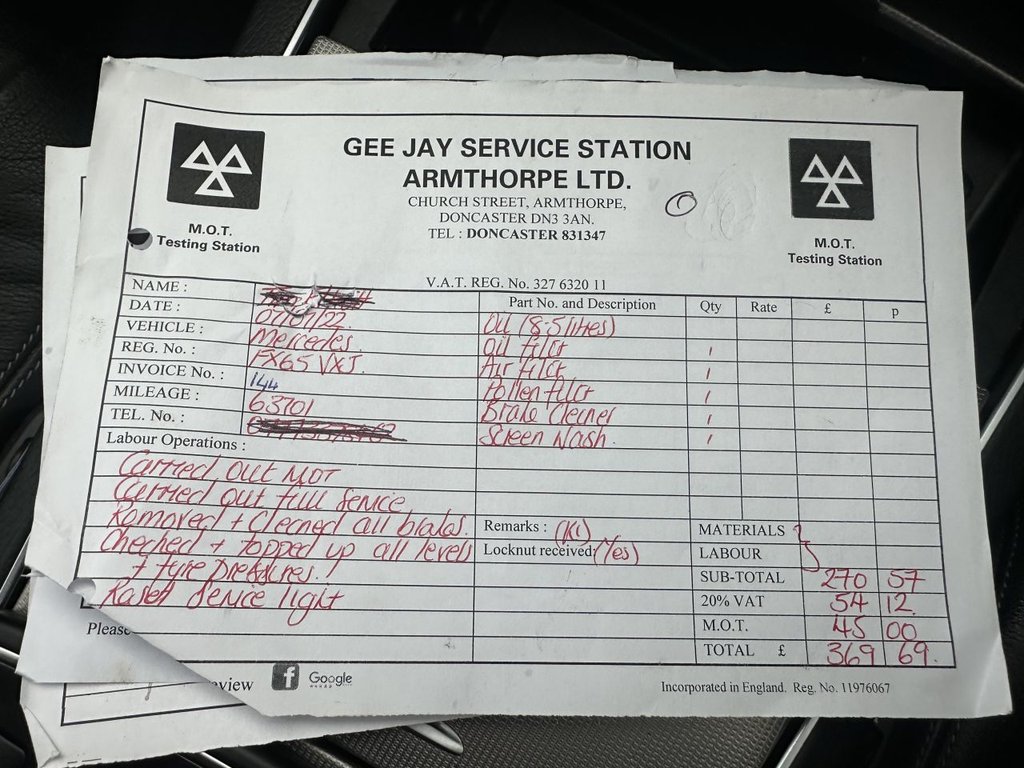 GEE JAY SERVICE STATION
ARMTHORPE LTD.
CHURCH STREET, ARMTHORPE,
DONCASTER DN3 3AN.
TEL : DONCASTER 831347
M.O.T.
Testing Station
M.O.T.
Testing Station
V.A.T. REG. No. 327 6320 11
NAME :
DATE : 07/01/22
VEHICLE : Mercedes
REG. No. : FX65 VXJ.
INVOICE No. : 144
MILEAGE : 63701
TEL. No. :
Part No. and Description Qty Rate £ p
Oil (8.5 litres)
Oil filter 1
Air filter 1
Pollen filter
Brake Cleaner 1
Screen Wash. 1
Labour Operations :
Carried out MOT
Carried out full Service
Removed + cleaned all brakes.
Checked + topped up all levels
+ tyre pressures.
Reset Service light
Remarks :
Locknut received: (Yes)
MATERIALS
LABOUR
SUB-TOTAL 270 57
20% VAT 54 12
M.O.T. 45 00
TOTAL £ 369 69.
Please
view
f Google
Incorporated in England. Reg. No. 11976067